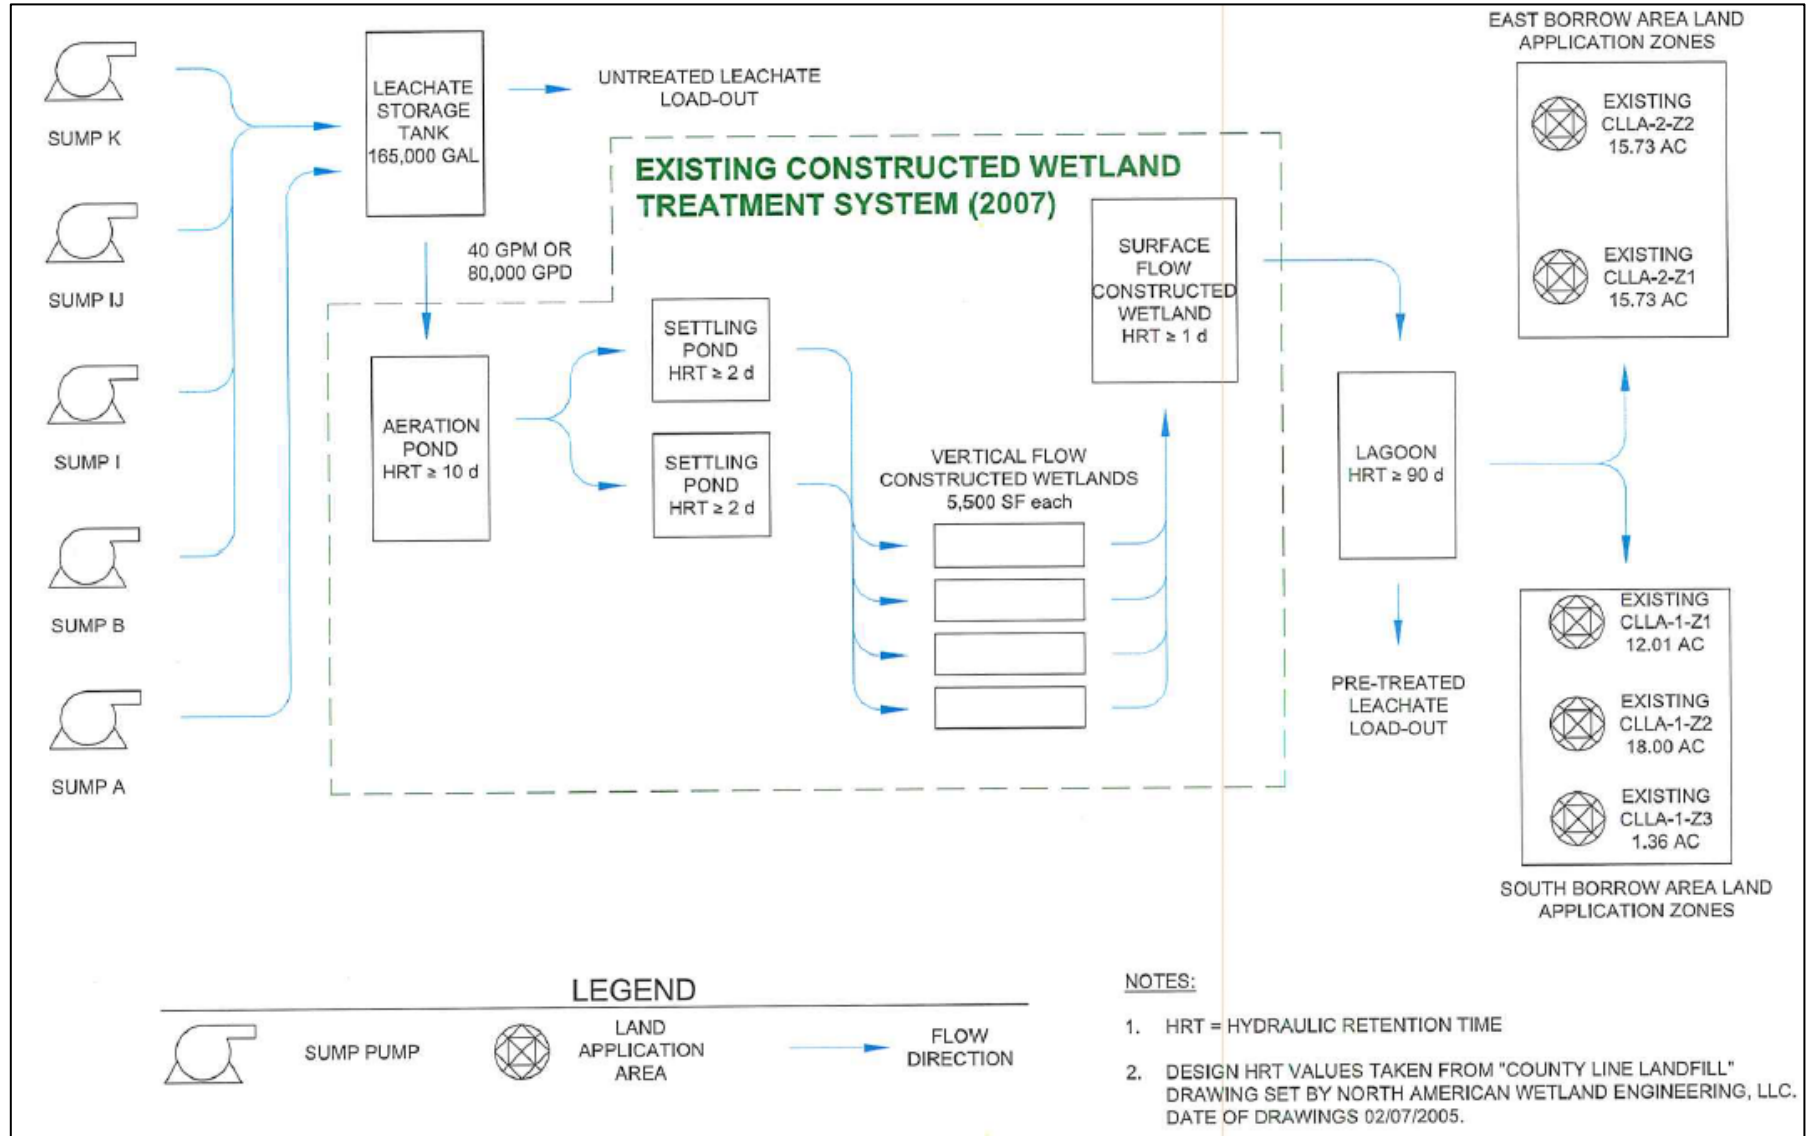 SUMP K
SUMP IJ
SUMP I
SUMP B
SUMP A
LEACHATE
STORAGE
TANK
165,000 GAL
UNTREATED LEACHATE
LOAD-OUT
40 GPM OR
80,000 GPD
EXISTING CONSTRUCTED WETLAND
TREATMENT SYSTEM (2007)
AERATION
POND
HRT ≥ 10 d
SETTLING
POND
HRT ≥ 2 d
SETTLING
POND
HRT ≥ 2 d
VERTICAL FLOW
CONSTRUCTED WETLANDS
5,500 SF each
SURFACE
FLOW
CONSTRUCTED
WETLAND
HRT ≥ 1 d
LAGOON
HRT ≥ 90 d
PRE-TREATED
LEACHATE
LOAD-OUT
EAST BORROW AREA LAND
APPLICATION ZONES
EXISTING
CLLA-2-Z2
15.73 AC
EXISTING
CLLA-2-Z1
15.73 AC
EXISTING
CLLA-1-Z1
12.01 AC
EXISTING
CLLA-1-Z2
18.00 AC
EXISTING
CLLA-1-Z3
1.36 AC
SOUTH BORROW AREA LAND
APPLICATION ZONES
LEGEND
SUMP PUMP
LAND
APPLICATION
AREA
FLOW
DIRECTION
NOTES:
1. HRT = HYDRAULIC RETENTION TIME
2. DESIGN HRT VALUES TAKEN FROM "COUNTY LINE LANDFILL"
DRAWING SET BY NORTH AMERICAN WETLAND ENGINEERING, LLC.
DATE OF DRAWINGS 02/07/2005.